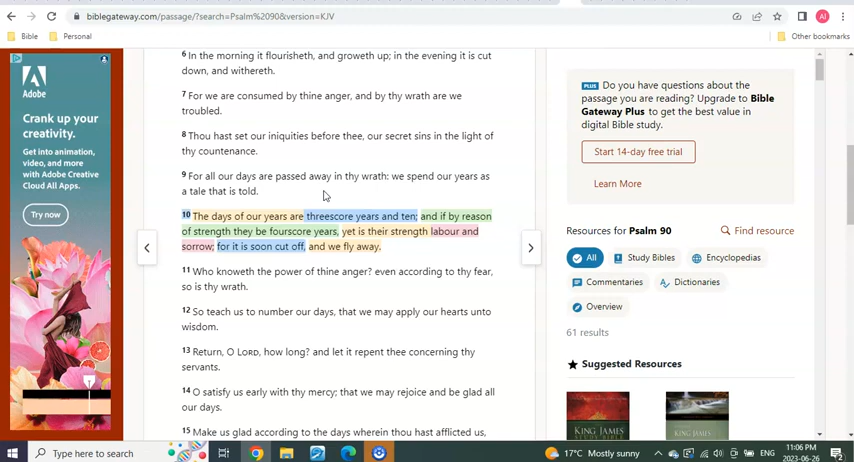 biblegateway.com/passage/?search=Psalm%2090&version=KJV
Bible
Personal
Other bookmarks
Adobe
Crank up your
creativity.
Get into animation,
video, and more
with Adobe Creative
Cloud All Apps.
Try now
6 In the morning it flourisheth, and groweth up; in the evening it is cut
down, and withereth.
7 For we are consumed by thine anger, and by thy wrath are we
troubled.
8 Thou hast set our iniquities before thee, our secret sins in the light of
thy countenance.
9 For all our days are passed away in thy wrath: we spend our years as
a tale that is told.
10 The days of our years are threescore years and ten; and if by reason
of strength they be fourscore years, yet is their strength labour and
sorrow; for it is soon cut off, and we fly away.
11 Who knoweth the power of thine anger? even according to thy fear,
so is thy wrath.
12 So teach us to number our days, that we may apply our hearts unto
wisdom.
13 Return, O LORD, how long? and let it repent thee concerning thy
servants.
14 O satisfy us early with thy mercy; that we may rejoice and be glad all
our days.
15 Make us glad according to the days wherein thou hast afflicted us,
PLUS Do you have questions about the
passage you are reading? Upgrade to Bible
Gateway Plus to get the best value in
digital Bible study.
Start 14-day free trial
Learn More
Resources for Psalm 90
Find resource
All
Study Bibles
Encyclopedias
Commentaries
Dictionaries
Overview
61 results
Suggested Resources
KING JAMES
STUDY BIBLE
KING JAMES
Type here to search
17°C Mostly sunny
ENG
11:06 PM
2023-06-26
2